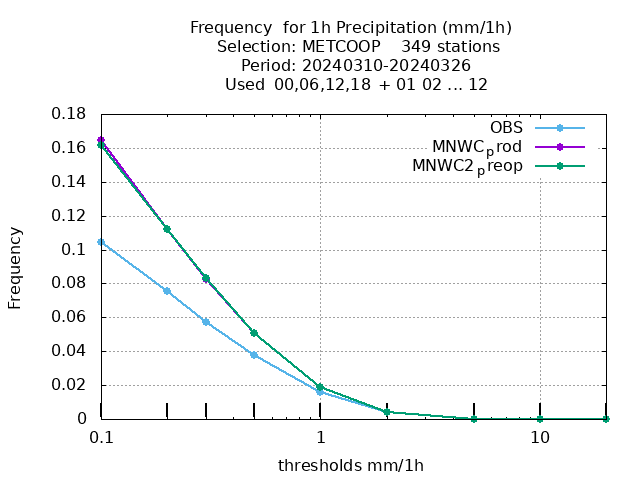 Frequency  for 1h Precipitation (mm/1h)
Selection: METCOOP    349 stations
Period: 20240310-20240326
Used  00,06,12,18 + 01 02 ... 12
OBS
MNWCprod
MNWC2preop
0.18
0.16
0.14
0.12
0.1
0.08
0.06
0.04
0.02
0
Frequency
0.1 1 10
thresholds mm/1h